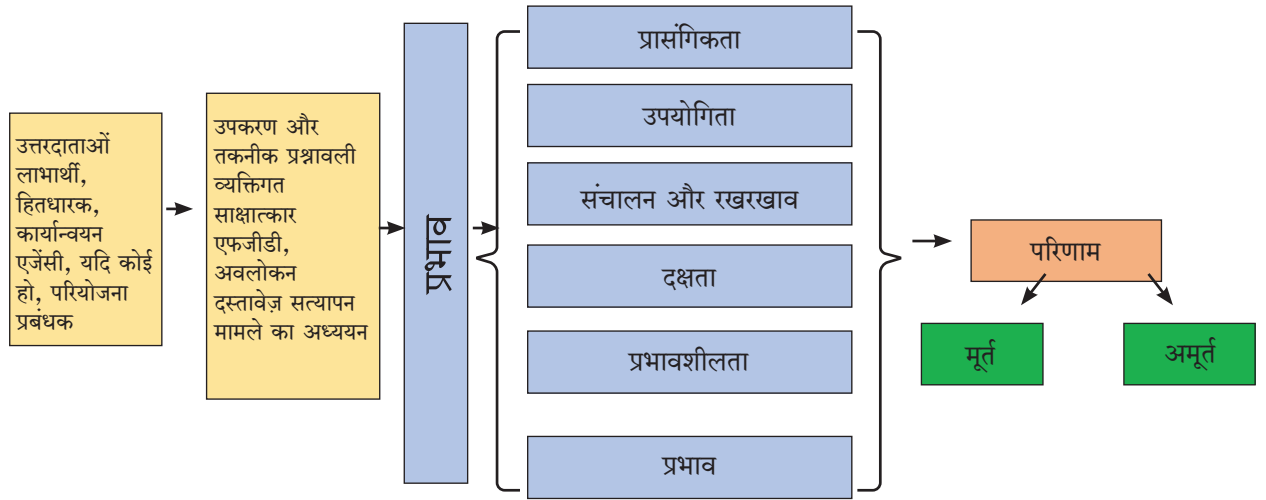 उत्तरदाताओं
लाभार्थी,
हितधारक,
कार्यान्वयन
एजेंसी, यदि कोई
हो, परियोजना
प्रबंधक
उपकरण और
तकनीक प्रश्नावली
व्यक्तिगत
साक्षात्कार
एफजीडी,
अवलोकन
दस्तावेज़ सत्यापन
मामले का अध्ययन
प्रभाव
प्रासंगिकता
उपयोगिता
संचालन और रखरखाव
दक्षता
प्रभावशीलता
प्रभाव
परिणाम
मूर्त
अमूर्त